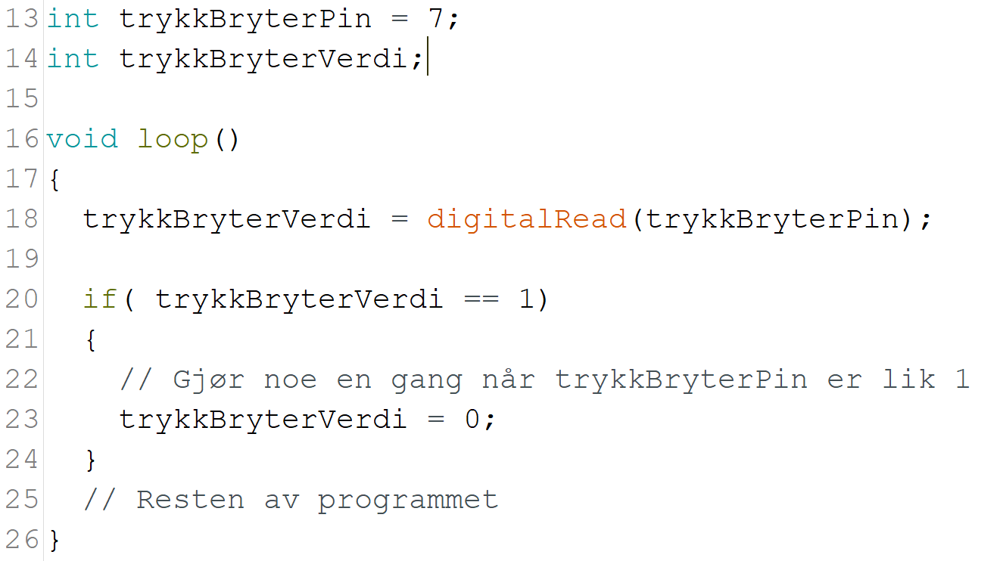 13 int trykkBryterPin = 7;
14 int trykkBryterVerdi;
15
16 void loop()
17 {
18   trykkBryterVerdi = digitalRead(trykkBryterPin);
19
20   if( trykkBryterVerdi == 1)
21   {
22     // Gjør noe en gang når trykkBryterPin er lik 1
23     trykkBryterVerdi = 0;
24   }
25   // Resten av programmet
26 }